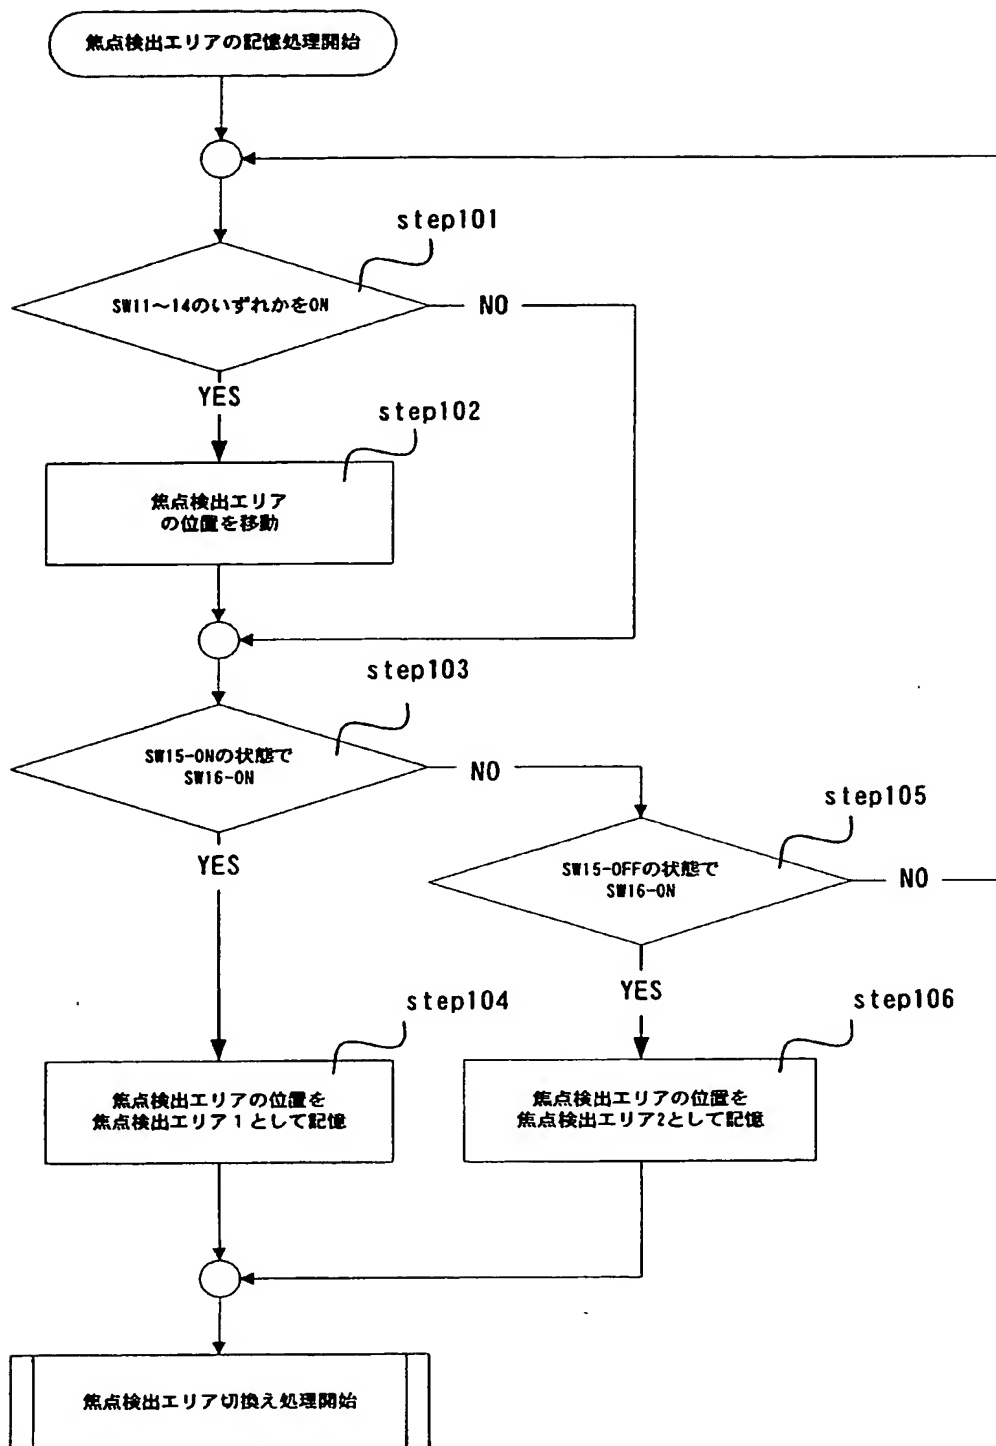 焦点検出エリアの記憶処理開始
step101
SW11~14のいずれかをON
NO
YES
step102
焦点検出エリア
の位置を移動
step103
SW15-ONの状態で
SW16-ON
NO
step105
YES
SW15-OFFの状態で
SW16-ON
NO
YES
step104
step106
焦点検出エリアの位置を
焦点検出エリア1として記憶
焦点検出エリアの位置を
焦点検出エリア2として記憶
焦点検出エリア切換え処理開始